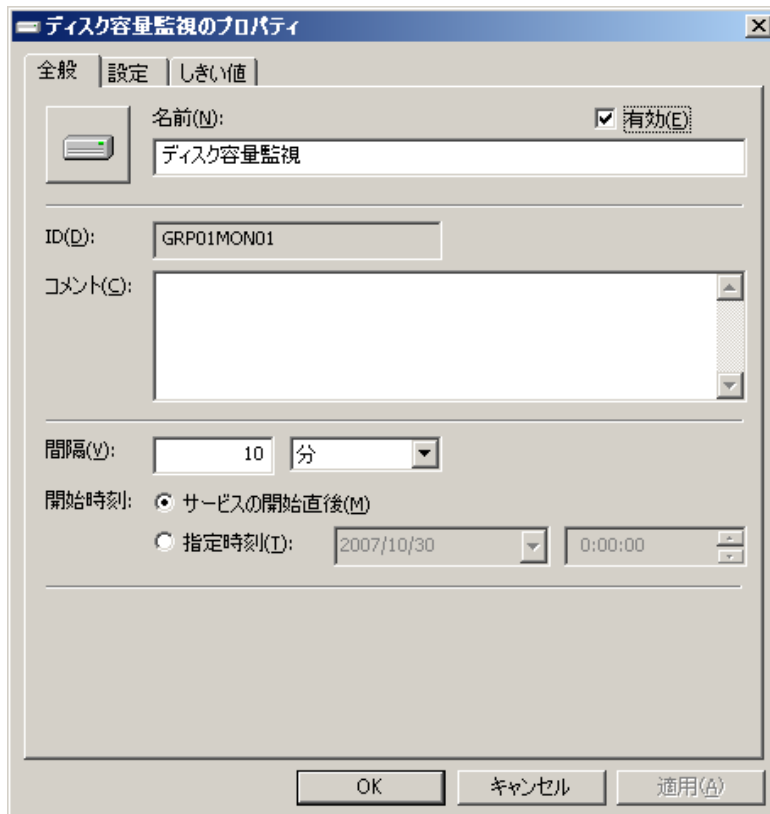 ディスク容量監視のプロパティ
全般 設定 しきい値
名前(N): 有効(E)
ディスク容量監視
ID(D): GRP01MON01
コメント(C):
間隔(V): 10 分
開始時刻: サービスの開始直後(M)
指定時刻(T): 2007/10/30 0:00:00
OK キャンセル 適用(A)